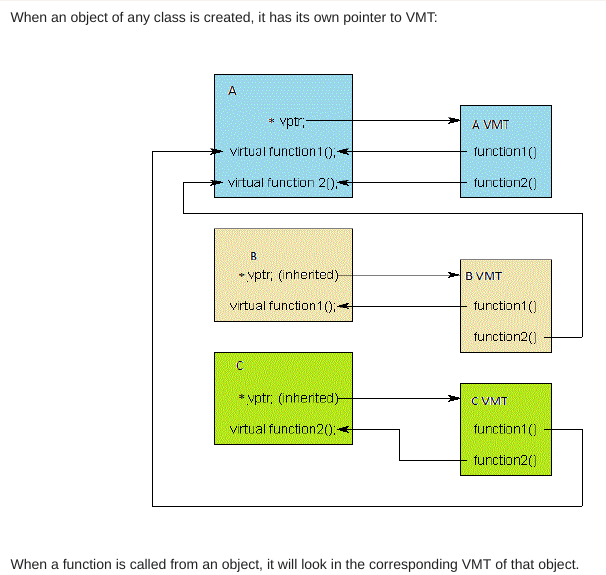 When an object of any class is created, it has its own pointer to VMT:
A
* vptr;
A VMT
virtual function1();
function1()
virtual function 2();
function2()
B
* vptr; (inherited)
B VMT
virtual function1();
function1()
function2()
C
* vptr; (inherited)
C VMT
virtual function2();
function1()
function2()
When a function is called from an object, it will look in the corresponding VMT of that object.